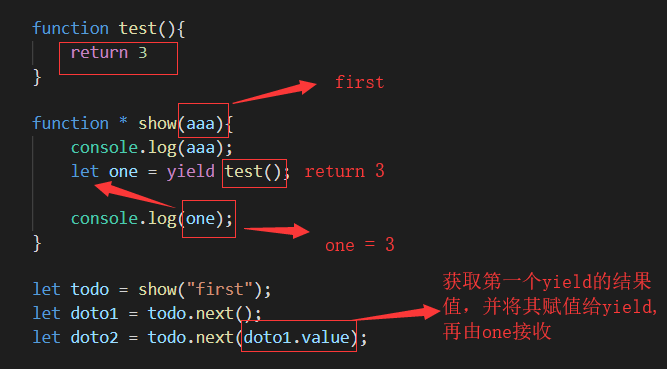 function test(){
return 3
}
first
function * show(aaa){
console.log(aaa);
let one = yield test(); return 3
console.log(one);
}
one = 3
let todo = show("first");
let doto1 = todo.next();
let doto2 = todo.next(doto1.value);
获取第一个yield的结果
值，并将其赋值给yield,
再由one接收